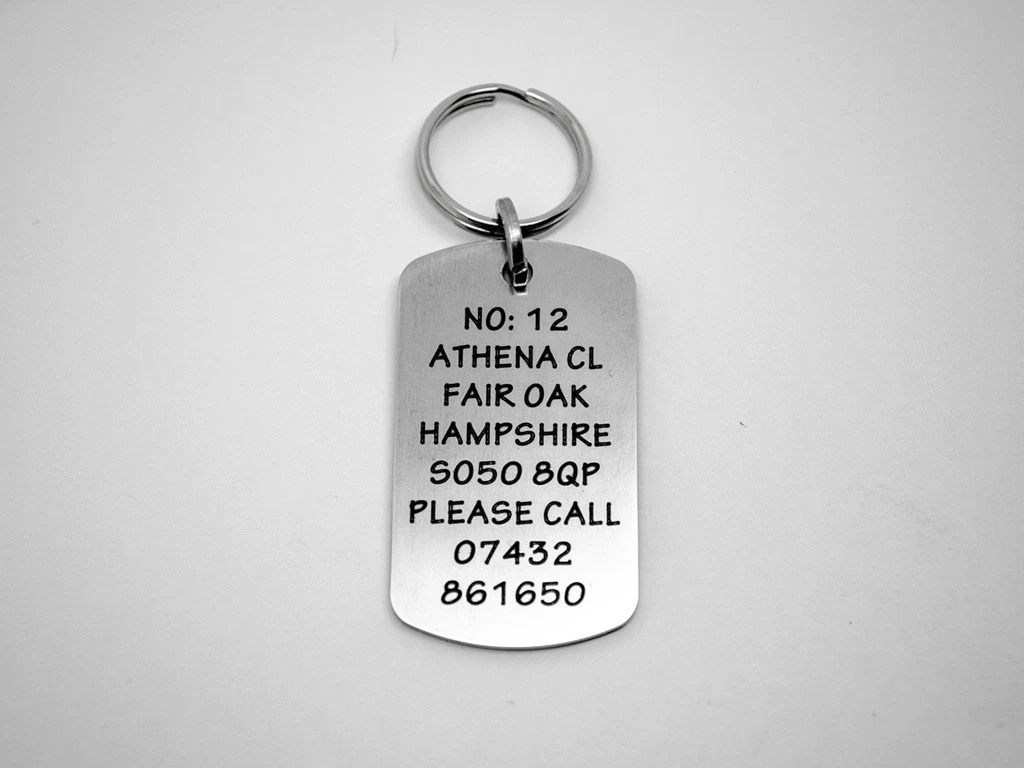 NO: 12
ATHENA CL
FAIR OAK
HAMPSHIRE
SO50 8QP
PLEASE CALL
07432
861650